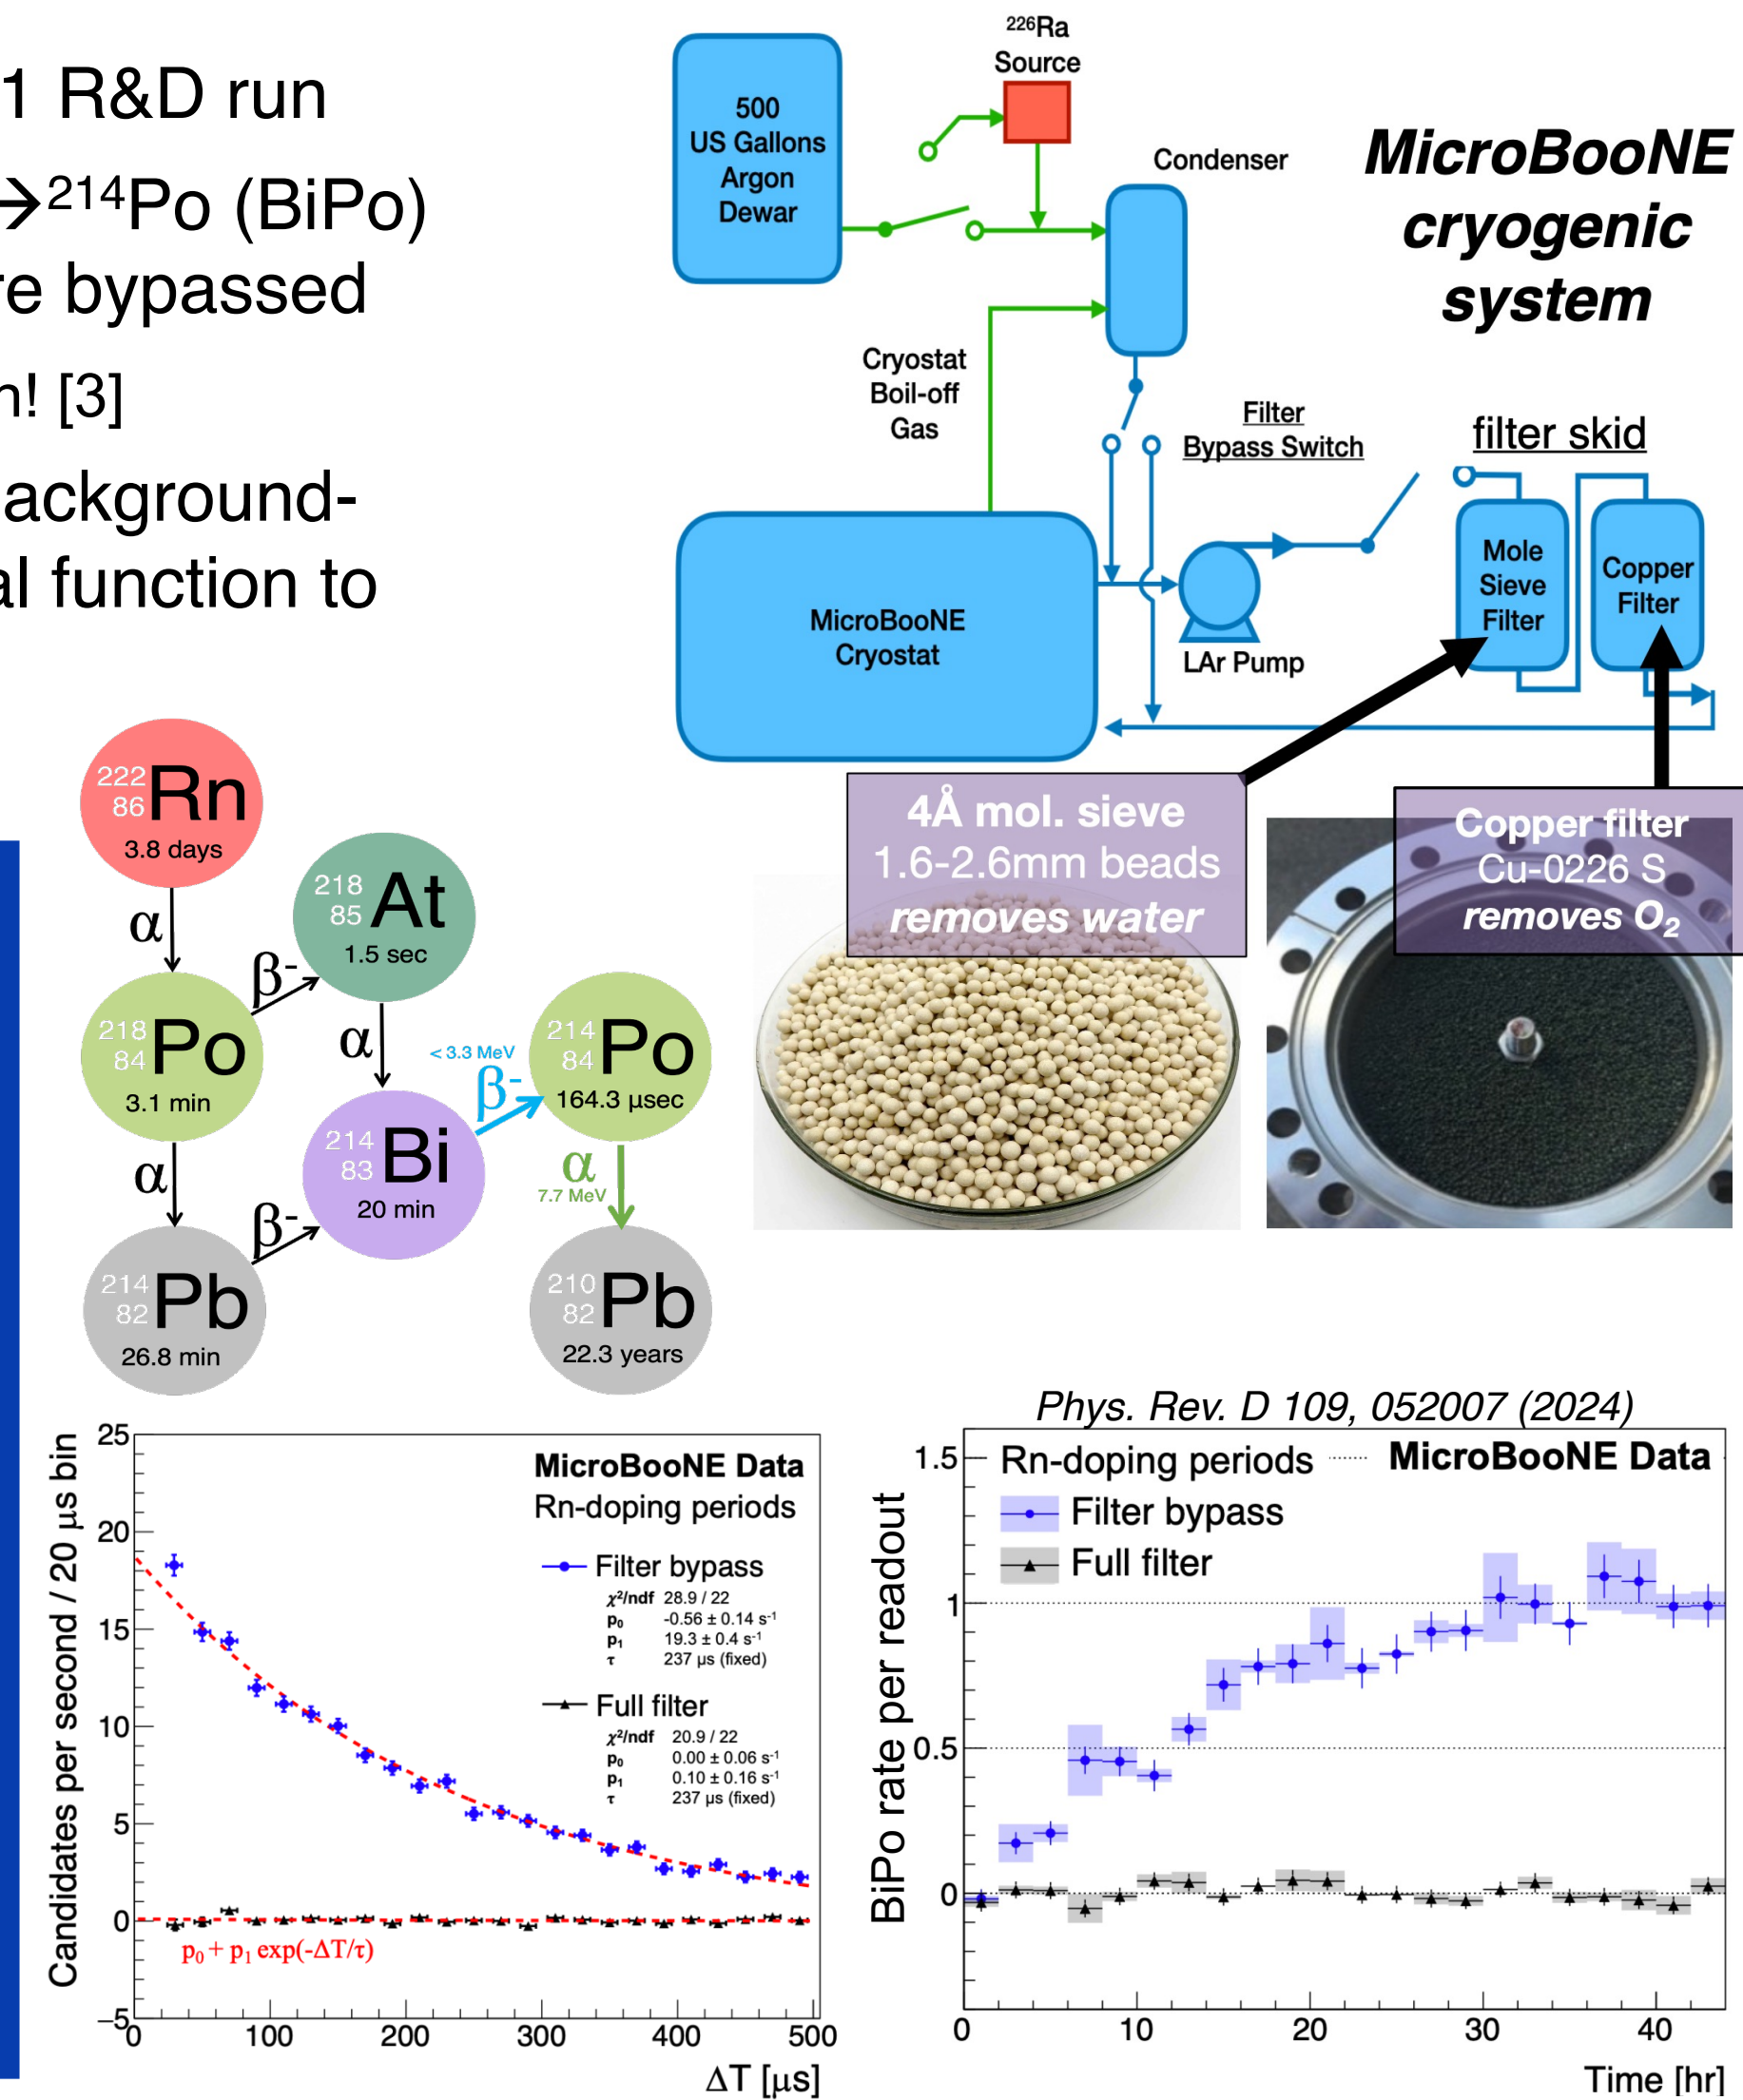 1 R&D run
→²¹⁴Po (BiPo)
re bypassed
n! [3]
ackground-
al function to
²²⁶Ra
Source
500
US Gallons
Argon
Dewar
Condenser
MicroBooNE
cryogenic
system
Cryostat
Boil-off
Gas
Filter
Bypass Switch
filter skid
Mole
Sieve
Filter
Copper
Filter
MicroBooNE
Cryostat
LAr Pump
4Å mol. sieve
1.6-2.6mm beads
removes water
Copper filter
Cu-0226 S
removes O₂
222
86 Rn
3.8 days
α
218
85 At
1.5 sec
β-
218
84 Po
3.1 min
α
< 3.3 MeV
β-
214
84 Po
164.3 μsec
α
214
83 Bi
20 min
α
7.7 MeV
β-
214
82 Pb
26.8 min
210
82 Pb
22.3 years
Candidates per second / 20 μs bin
25
20
15
10
5
0
−5
MicroBooNE Data
Rn-doping periods
Filter bypass
χ²/ndf 28.9 / 22
p₀ -0.56 ± 0.14 s⁻¹
p₁ 19.3 ± 0.4 s⁻¹
τ 237 μs (fixed)
Full filter
χ²/ndf 20.9 / 22
p₀ 0.00 ± 0.06 s⁻¹
p₁ 0.10 ± 0.16 s⁻¹
τ 237 μs (fixed)
p₀ + p₁ exp(-ΔT/τ)
0 100 200 300 400 500
ΔT [μs]
Phys. Rev. D 109, 052007 (2024)
BiPo rate per readout
1.5
1
0.5
0
Rn-doping periods
MicroBooNE Data
Filter bypass
Full filter
0 10 20 30 40
Time [hr]